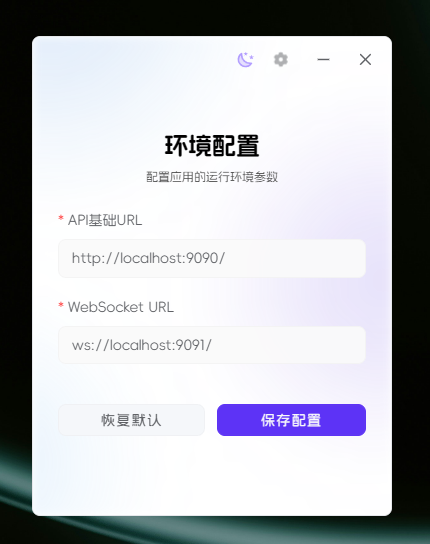 环境配置
配置应用的运行环境参数
* API基础URL
http://localhost:9090/
* WebSocket URL
ws://localhost:9091/
恢复默认 保存配置